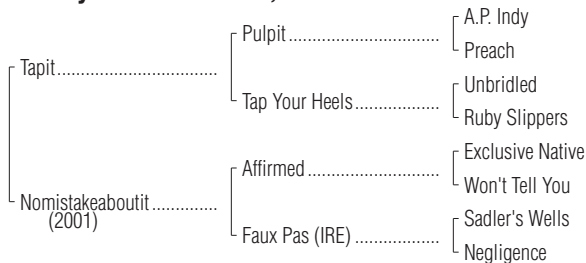 A.P. Indy
Pulpit
Preach
Tapit
Unbridled
Tap Your Heels
Ruby Slippers
Exclusive Native
Affirmed
Won't Tell You
Nomistakeaboutit
(2001)
Sadler's Wells
Faux Pas (IRE)
Negligence